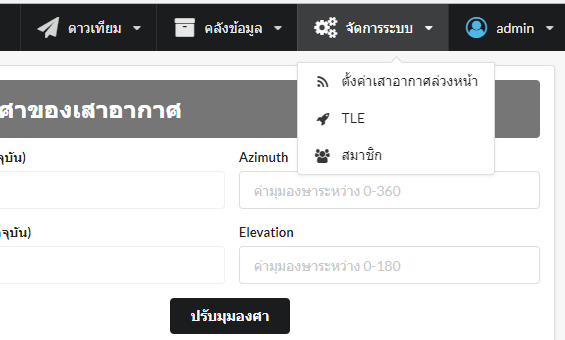 ดาวเทียม คลังข้อมูล จัดการระบบ admin
ตั้งค่าเสาอากาศล่วงหน้า
TLE
สมาชิก
ศาของเสาอากาศ
จุบัน) Azimuth
ค่ามุมองษาระหว่าง 0-360
จุบัน) Elevation
ค่ามุมองษาระหว่าง 0-180
ปรับมุมองศา